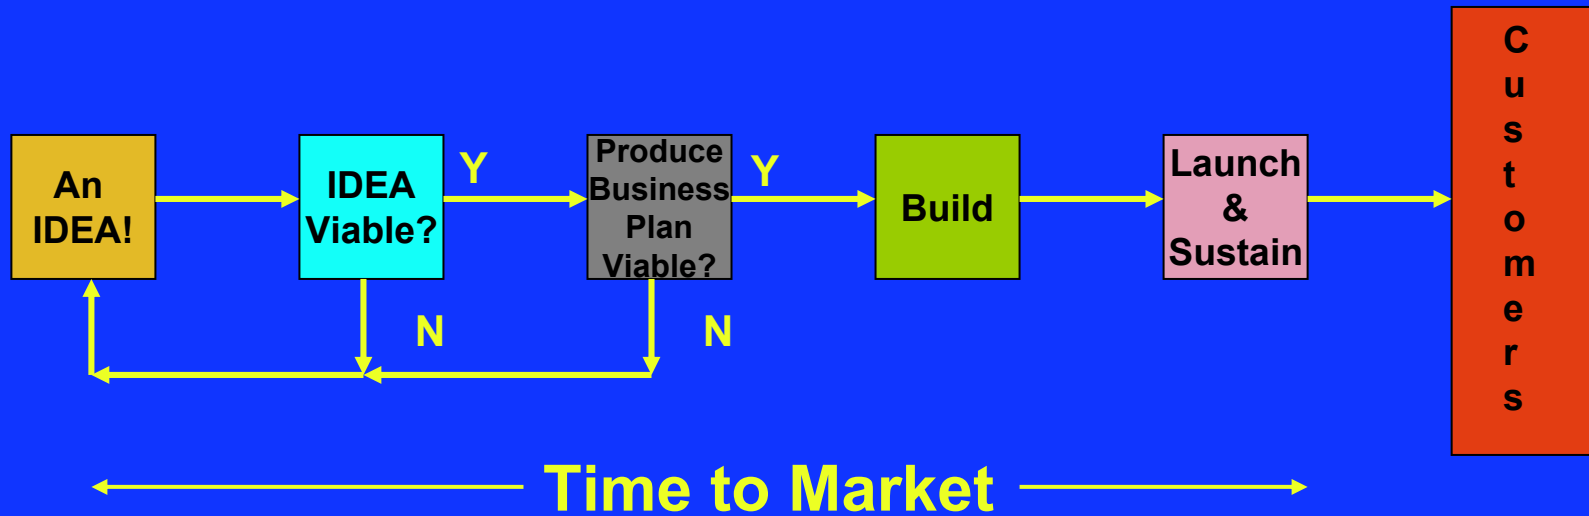 An
IDEA!
IDEA
Viable?
Y
N
Produce
Business
Plan
Viable?
Y
N
Build
Launch
&
Sustain
C
u
s
t
o
m
e
r
s
Time to Market